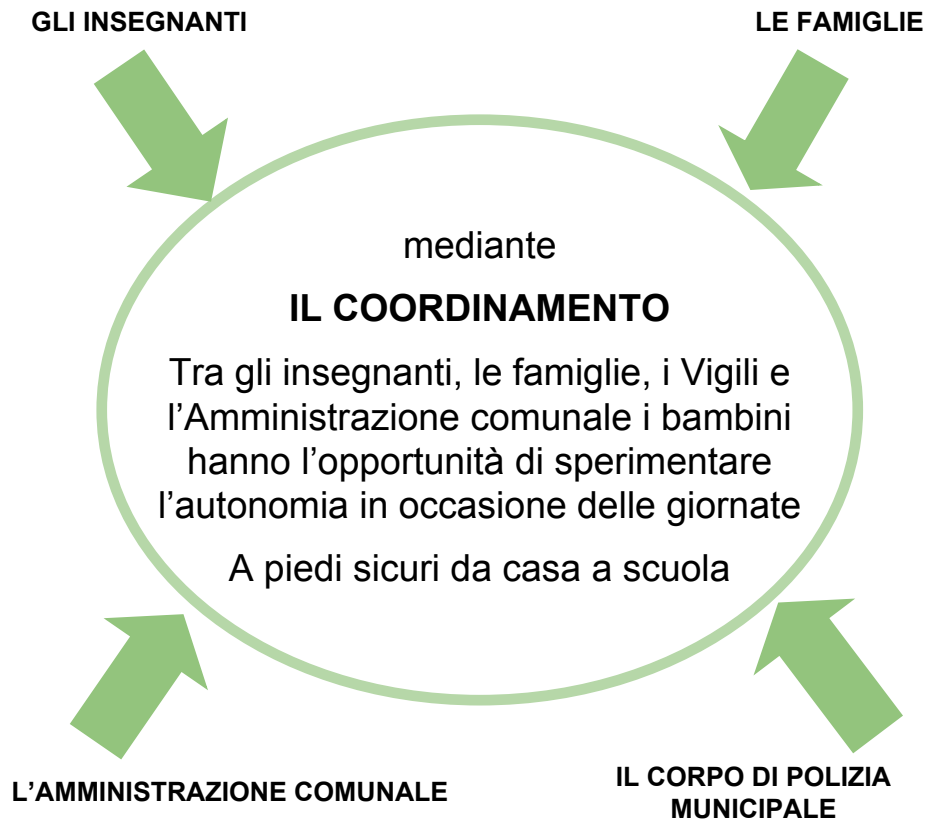 GLI INSEGNANTI
LE FAMIGLIE
mediante
IL COORDINAMENTO
Tra gli insegnanti, le famiglie, i Vigili e
l’Amministrazione comunale i bambini
hanno l’opportunità di sperimentare
l’autonomia in occasione delle giornate
A piedi sicuri da casa a scuola
L’AMMINISTRAZIONE COMUNALE
IL CORPO DI POLIZIA
MUNICIPALE